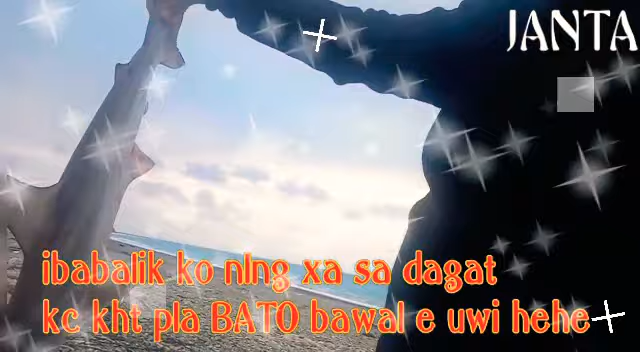 JANTA
ibabalik ko nlng xa sa dagat
kc kht pla BATO bawal e uwi hehe